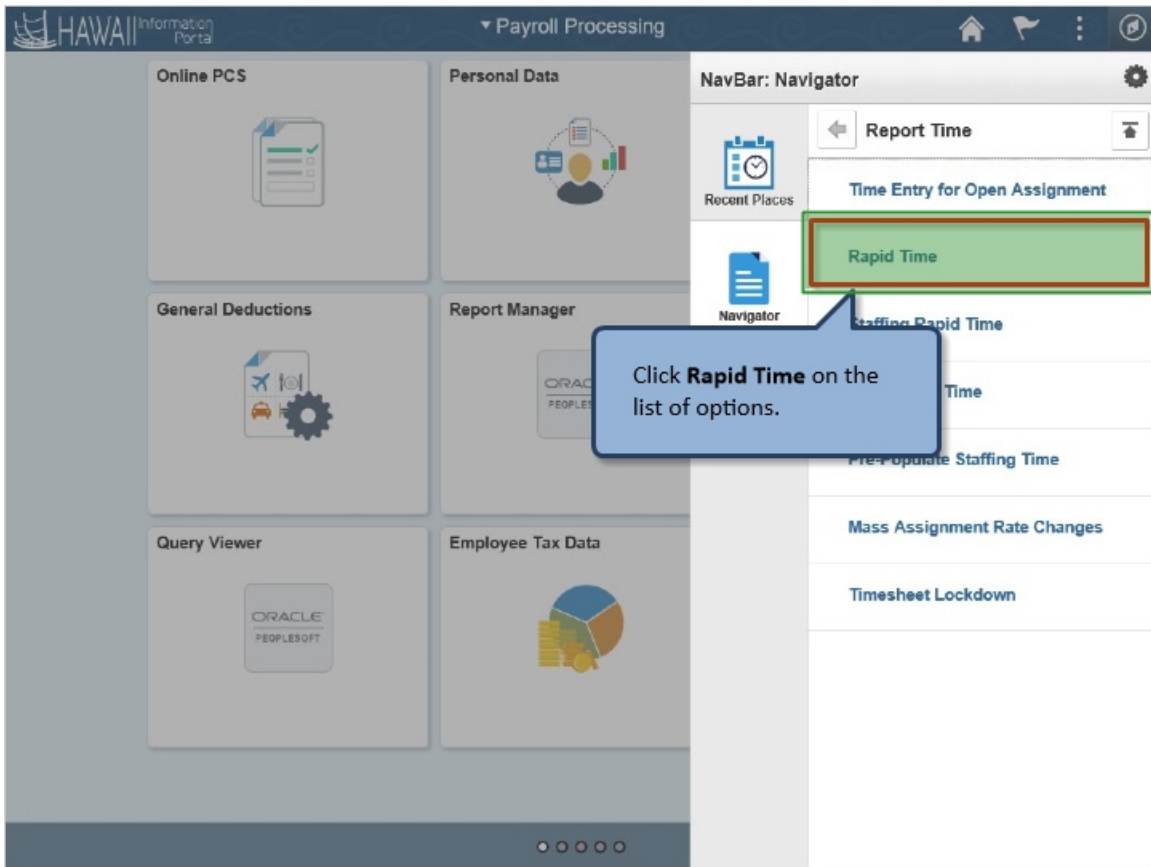 HAWAII Information Portal
Payroll Processing
Online PCS
Personal Data
General Deductions
Report Manager
ORAC
PEOPLES
Query Viewer
Employee Tax Data
ORACLE
PEOPLESOFT
NavBar: Navigator
Recent Places
Navigator
Report Time
Time Entry for Open Assignment
Rapid Time
Staffing Rapid Time
Time
Pre-Populate Staffing Time
Mass Assignment Rate Changes
Timesheet Lockdown
Click Rapid Time on the
list of options.